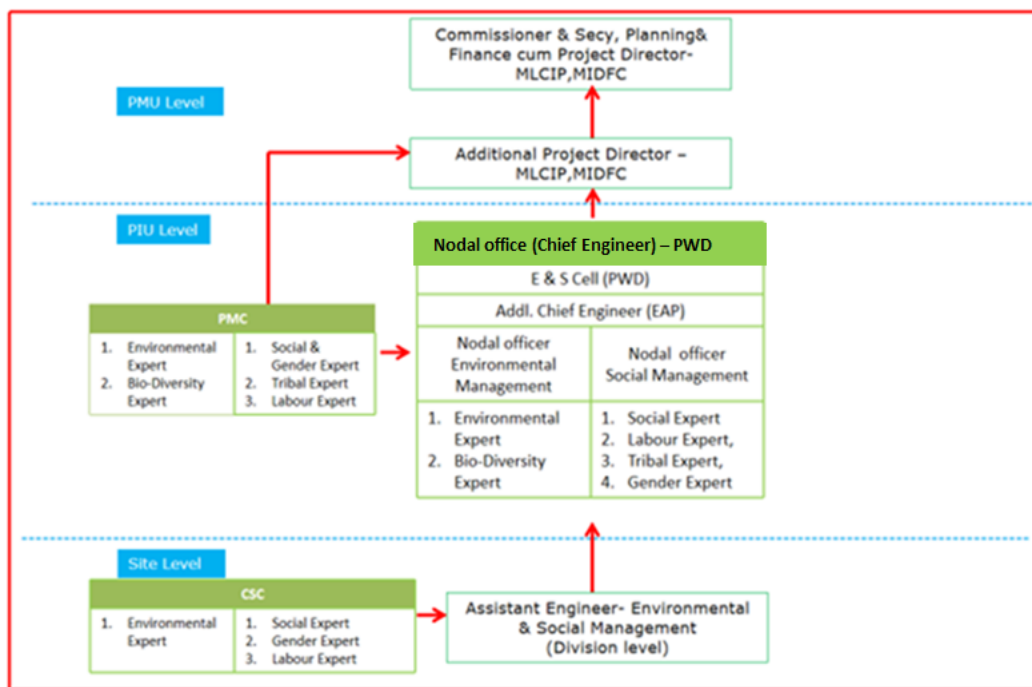 Commissioner & Secy, Planning&
Finance cum Project Director-
MLCIP,MIDFC
PMU Level
Additional Project Director –
MLCIP,MIDFC
PIU Level
Nodal office (Chief Engineer) – PWD
E & S Cell (PWD)
Addl. Chief Engineer (EAP)
PMC
1. Environmental
Expert
2. Bio-Diversity
Expert
1. Social &
Gender Expert
2. Tribal Expert
3. Labour Expert
Nodal officer
Environmental
Management
Nodal officer
Social Management
1. Environmental
Expert
2. Bio-Diversity
Expert
1. Social Expert
2. Labour Expert,
3. Tribal Expert,
4. Gender Expert
Site Level
CSC
1. Environmental
Expert
1. Social Expert
2. Gender Expert
3. Labour Expert
Assistant Engineer- Environmental
& Social Management
(Division level)